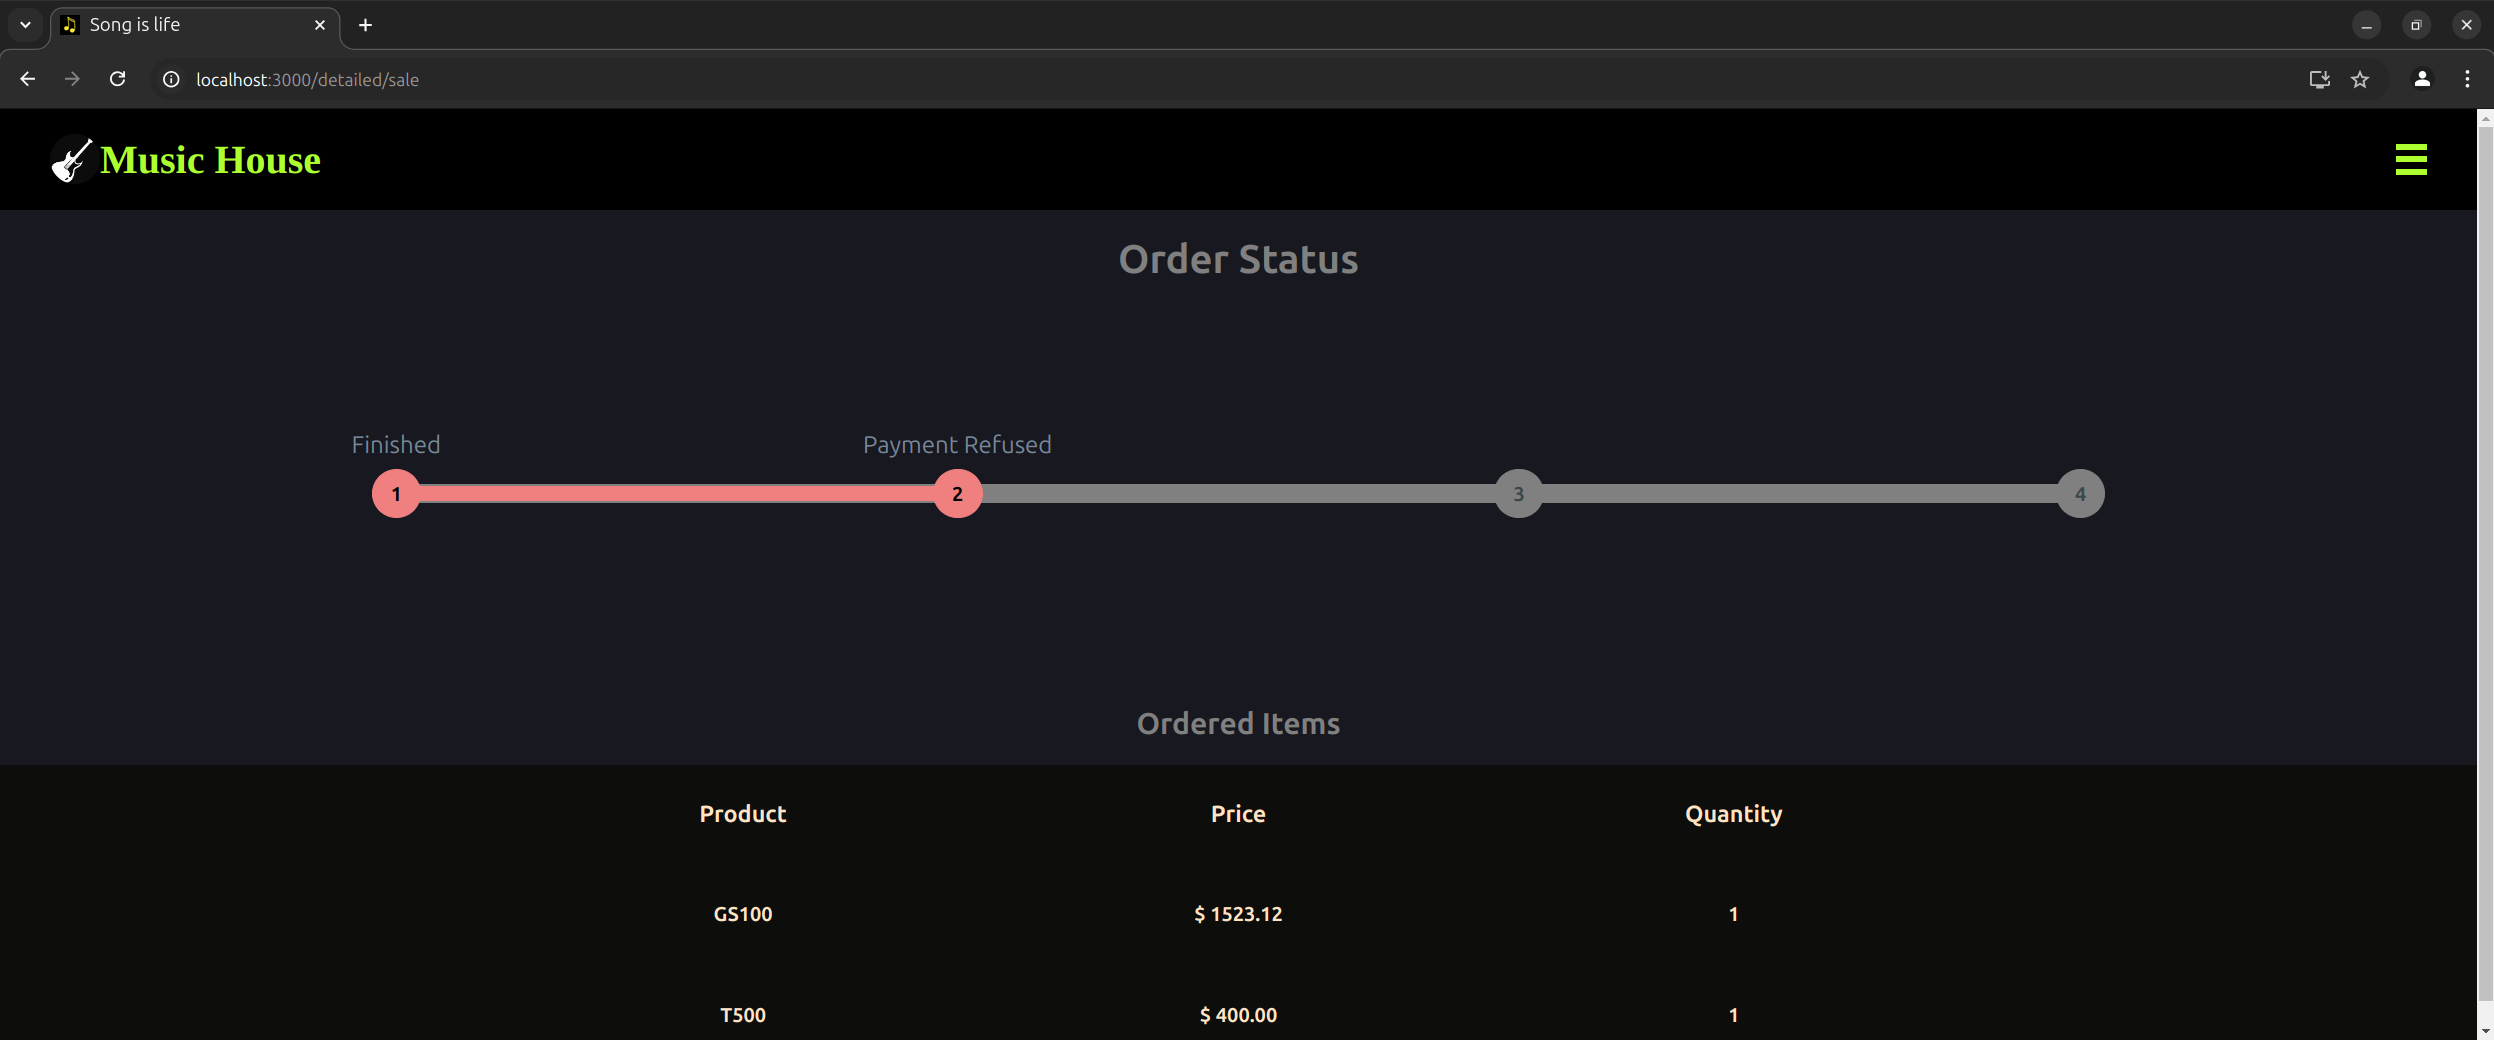 Song is life
localhost:3000/detailed/sale
Music House
Order Status
Finished Payment Refused
1 2 3 4
Ordered Items
Product Price Quantity
GS100 $ 1523.12 1
T500 $ 400.00 1